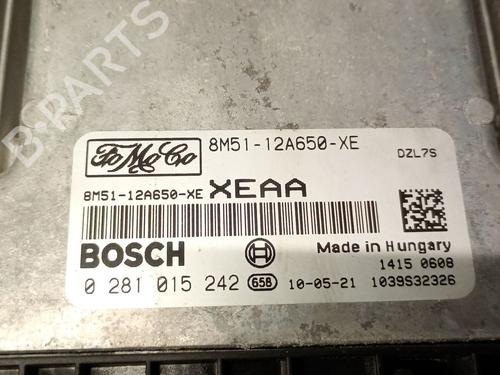 B-PARTS
FoMoCo
8M51-12A650-XE
DZL7S
8M51-12A650-XE XEAA
BOSCH
Made in Hungary
1415 0608
0 281 015 242 658 10-05-21 1039S32326